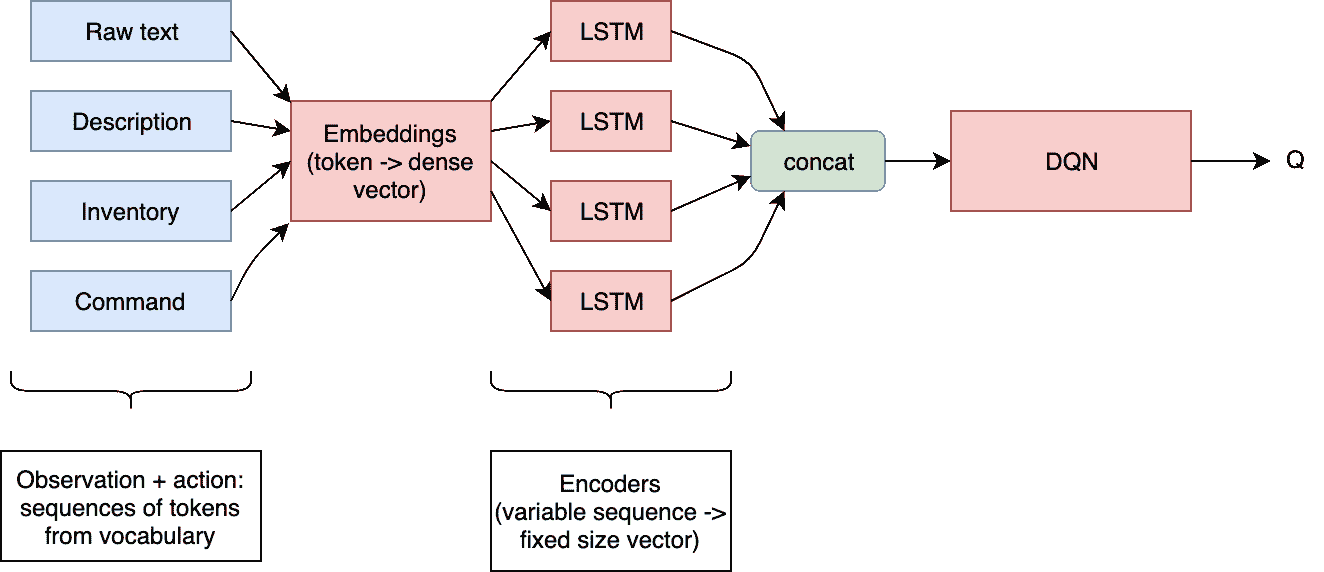 Raw text
Description
Inventory
Command
Embeddings
(token -> dense
vector)
LSTM
LSTM
LSTM
LSTM
concat
DQN
Q
Observation + action:
sequences of tokens
from vocabulary
Encoders
(variable sequence ->
fixed size vector)